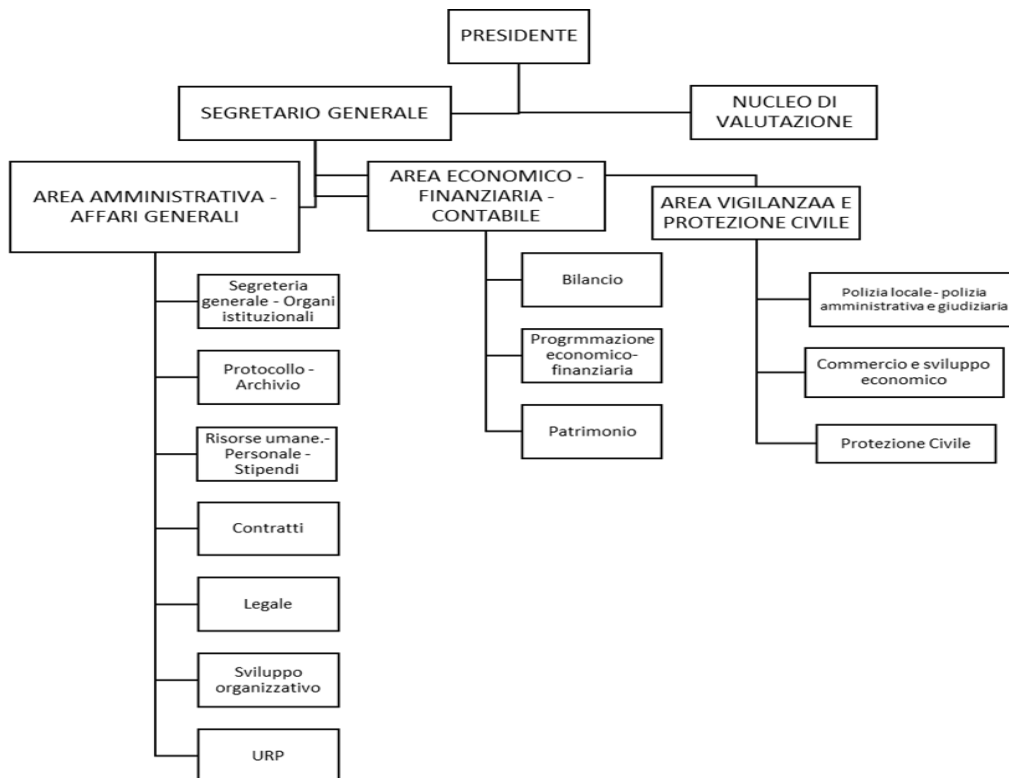 PRESIDENTE
SEGRETARIO GENERALE
NUCLEO DI
VALUTAZIONE
AREA AMMINISTRATIVA -
AFFARI GENERALI
AREA ECONOMICO -
FINANZIARIA -
CONTABILE
AREA VIGILANZAA E
PROTEZIONE CIVILE
Segreteria
generale - Organi
istituzionali
Protocollo -
Archivio
Risorse umane.-
Personale -
Stipendi
Contratti
Legale
Sviluppo
organizzativo
URP
Bilancio
Progrmmazione
economico-
finanziaria
Patrimonio
Polizia locale - polizia
amministrativa e giudiziaria
Commercio e sviluppo
economico
Protezione Civile